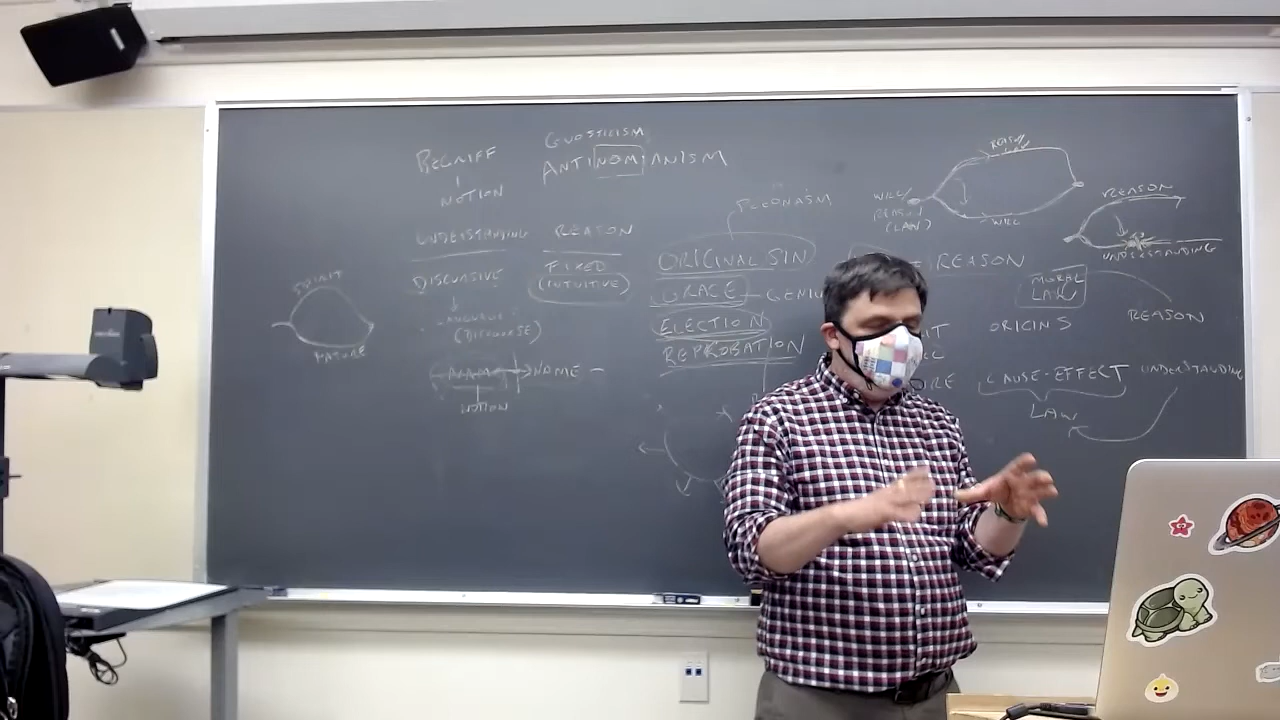 BEGRIFF
NOTION
GNOSTICISM
ANTINOMIANISM
UNDERSTANDING REASON
DISCURSIVE FIXED
(INTUITIVE)
LANGUAGE
(DISCOURSE)
NAME
NOTION
SPIRIT
NATURE
PLEONASM
ORIGINAL SIN
GRACE — GENIU
ELECTION
REPROBATION
REASON
WILL/
REASON
(LAW)
WILL
REASON
UNDERSTANDING
REASON
MORAL
LAW
ORIGINS
REASON
CAUSE-EFFECT
UNDERSTANDING
LAW